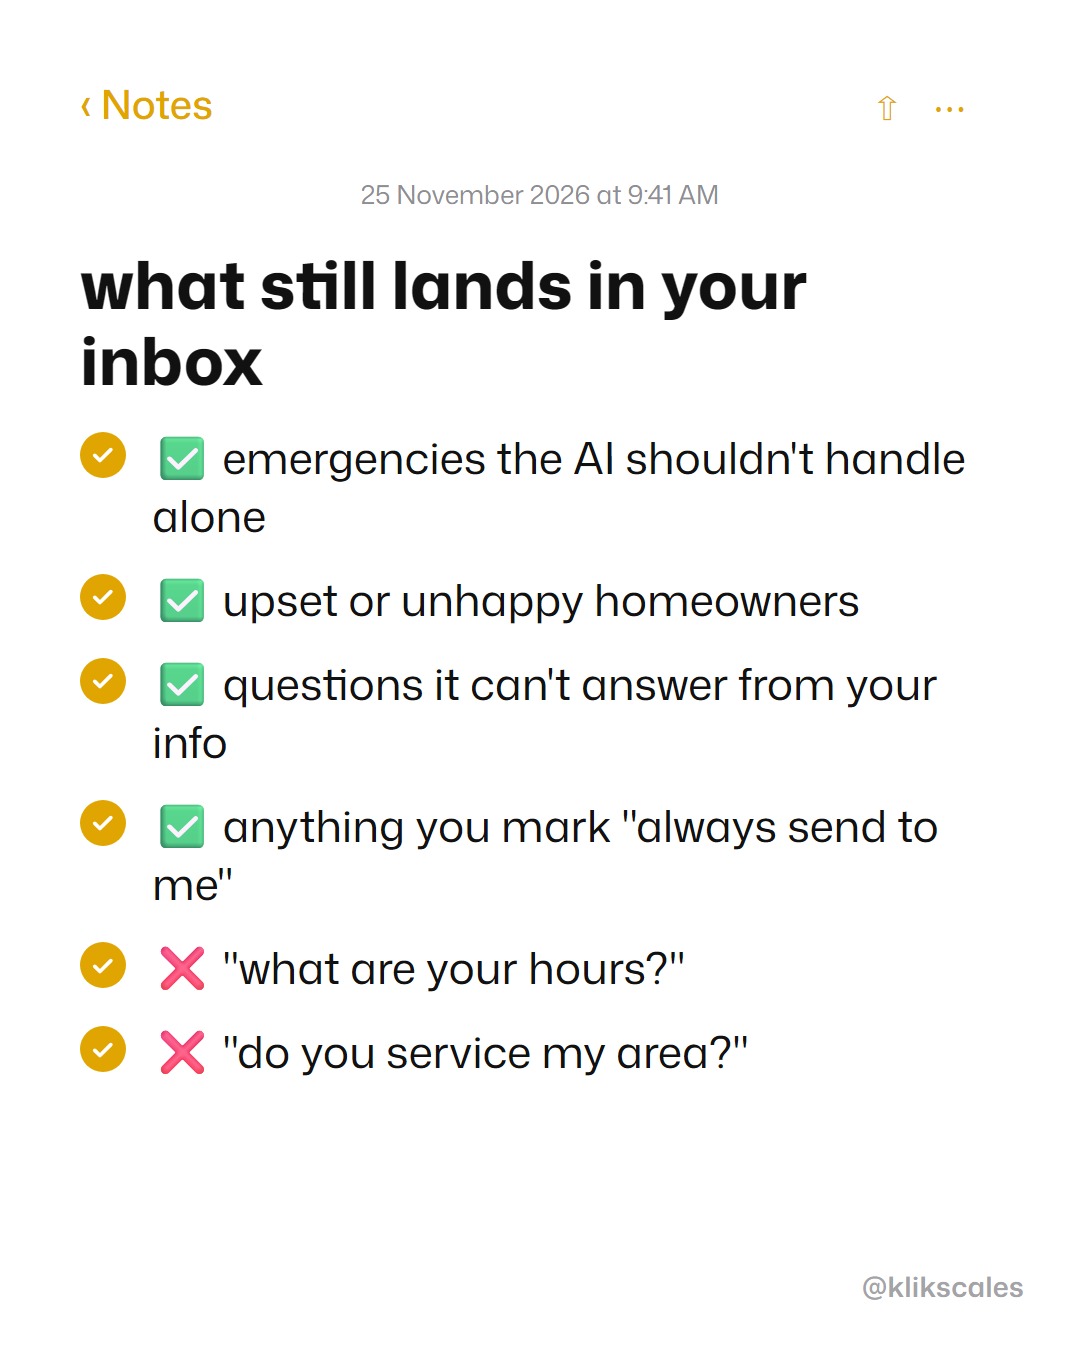 ‹ Notes
25 November 2026 at 9:41 AM
what still lands in your
inbox
✅ emergencies the AI shouldn't handle
alone
✅ upset or unhappy homeowners
✅ questions it can't answer from your
info
✅ anything you mark "always send to
me"
❌ "what are your hours?"
❌ "do you service my area?"
@klikscales